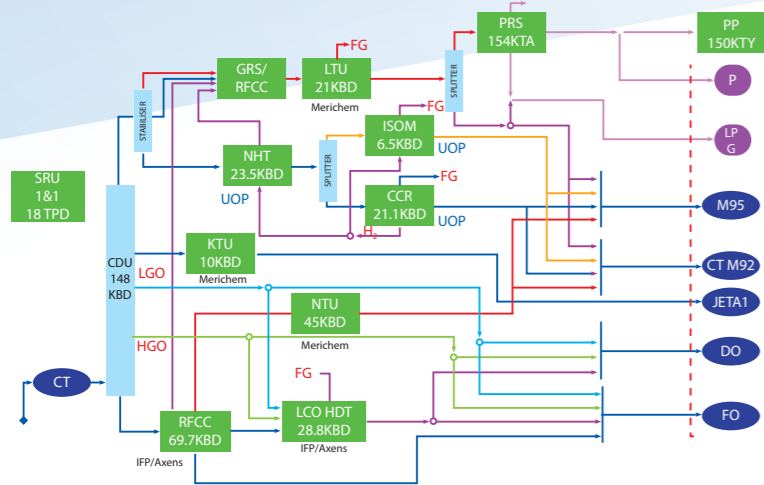 PRS
154KTA
PP
150KTY
FG
GRS/
RFCC
LTU
21KBD
Merichem
SPLITTER
P
STABILISER
ISOM
6.5KBD
FG
UOP
LP
G
NHT
23.5KBD
UOP
SPLITTER
SRU
1&1
18 TPD
CCR
21.1KBD
FG
UOP
M95
H2
KTU
10KBD
Merichem
CDU
148
KBD
LGO
CT M92
JETA1
NTU
45KBD
Merichem
HGO
DO
CT
FG
LCO HDT
28.8KBD
IFP/Axens
RFCC
69.7KBD
IFP/Axens
FO